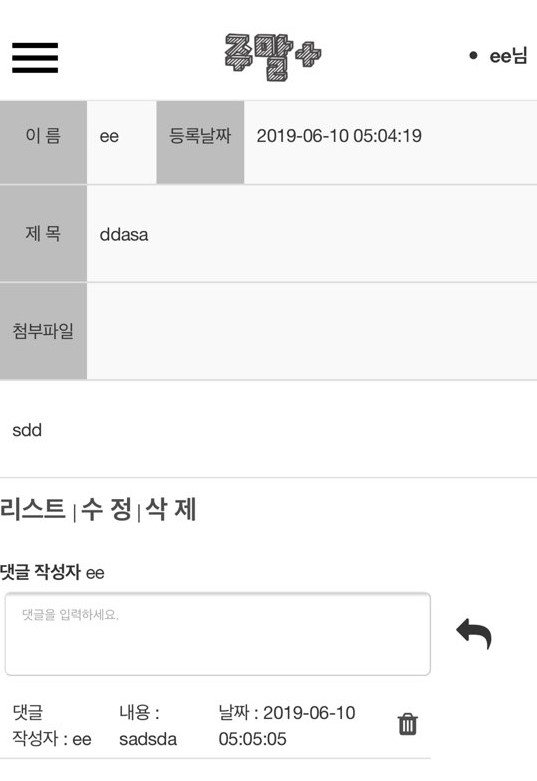 주말+
• ee님
이 름 ee 등록날짜 2019-06-10 05:04:19
제 목 ddasa
첨부파일
sdd
리스트 | 수 정 | 삭 제
댓글 작성자 ee
댓글을 입력하세요.
댓글 내용 : 날짜 : 2019-06-10
작성자 : ee sadsda 05:05:05